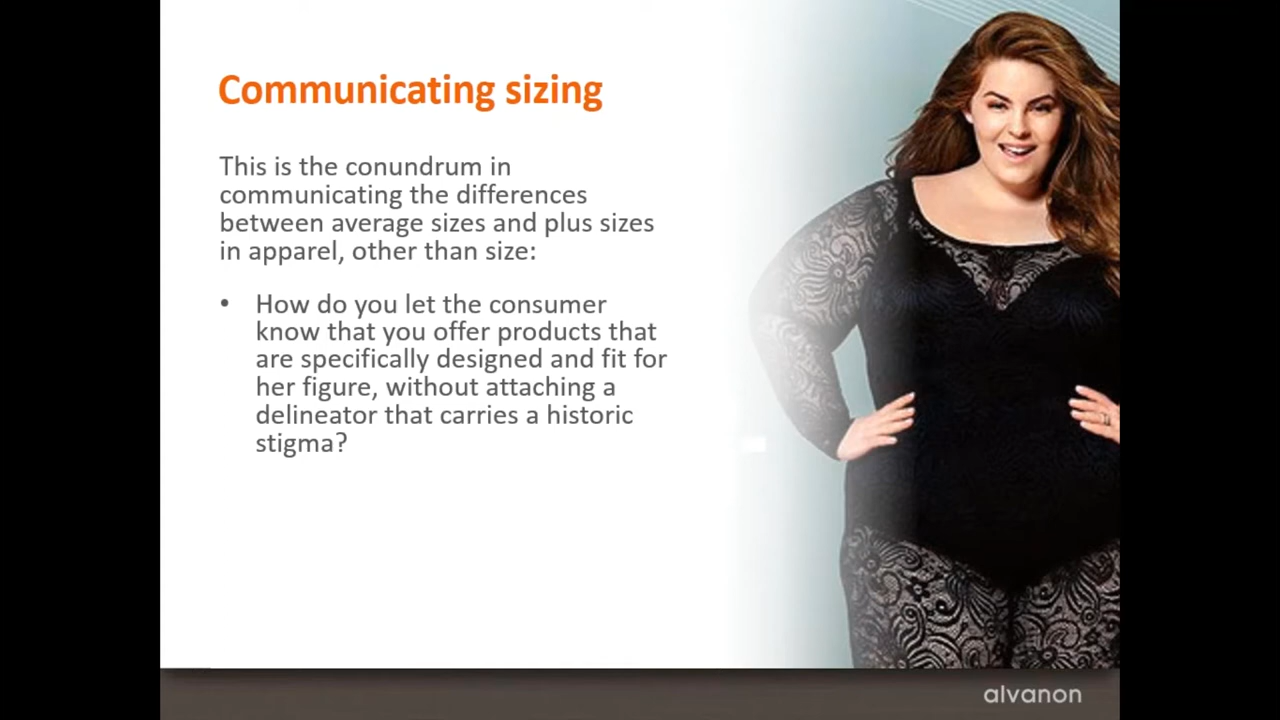 Communicating sizing
This is the conundrum in
communicating the differences
between average sizes and plus sizes
in apparel, other than size:
• How do you let the consumer
know that you offer products that
are specifically designed and fit for
her figure, without attaching a
delineator that carries a historic
stigma?
alvanon